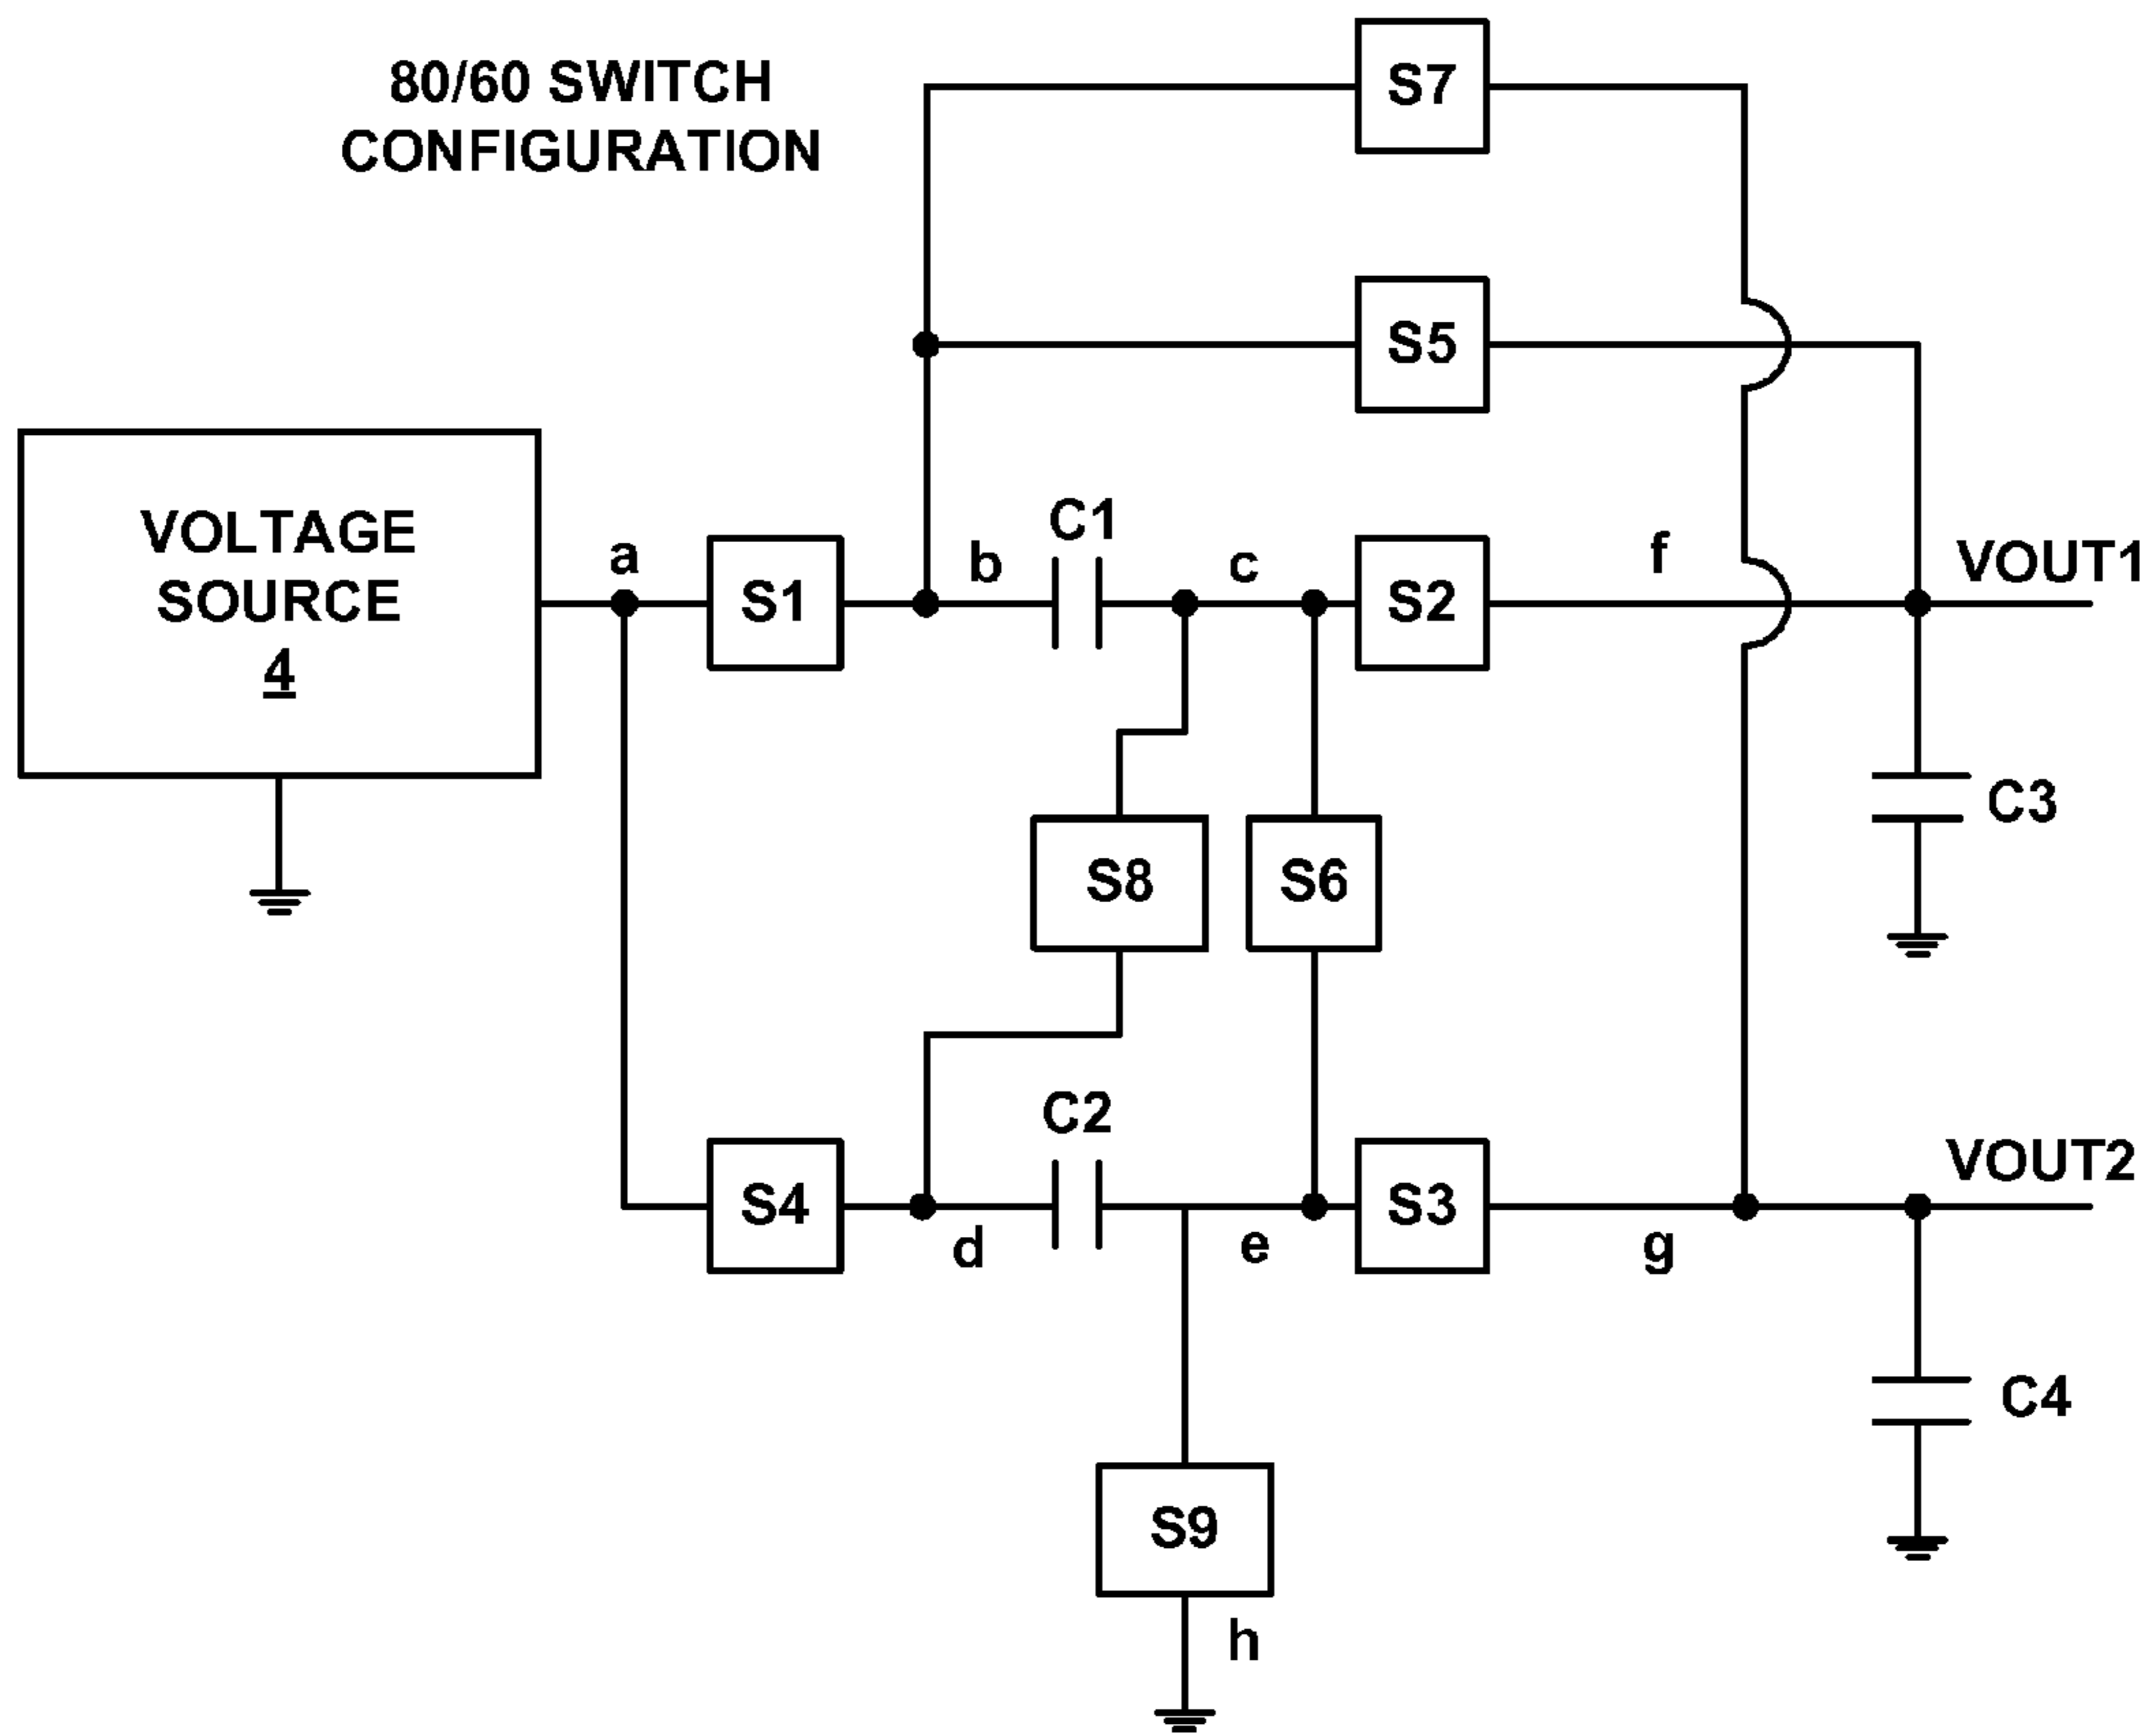 80/60 SWITCH
CONFIGURATION
S7
S5
VOLTAGE
SOURCE
4
a
S1
b
C1
c
S2
f
VOUT1
C3
S8
S6
C2
S4
d
e
S3
g
VOUT2
C4
S9
h